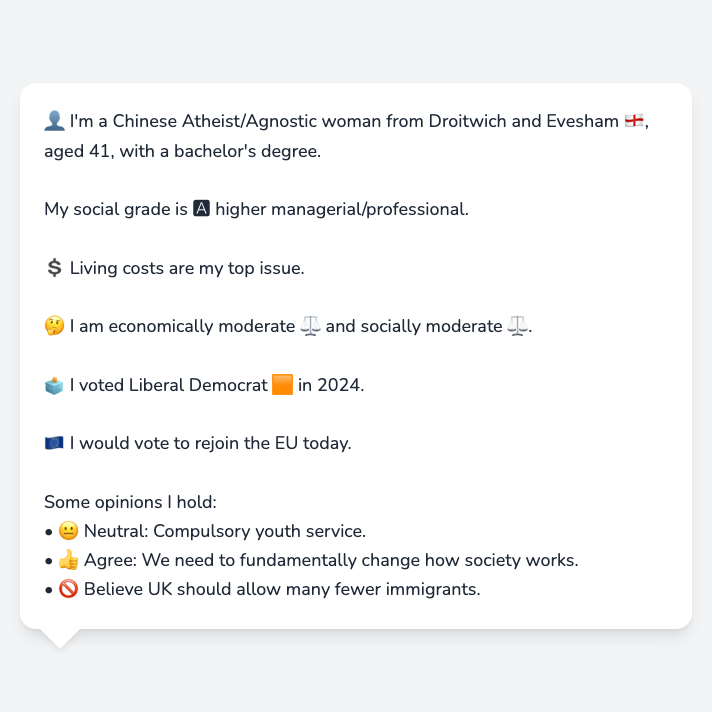 👤 I'm a Chinese Atheist/Agnostic woman from Droitwich and Evesham 🏴󠁧󠁢󠁥󠁮󠁧󠁿,
aged 41, with a bachelor's degree.
My social grade is 🅰 higher managerial/professional.
💲 Living costs are my top issue.
🤔 I am economically moderate ⚖️ and socially moderate ⚖️.
🗳️ I voted Liberal Democrat 🟧 in 2024.
🇪🇺 I would vote to rejoin the EU today.
Some opinions I hold:
• 😐 Neutral: Compulsory youth service.
• 👍 Agree: We need to fundamentally change how society works.
• 🚫 Believe UK should allow many fewer immigrants.